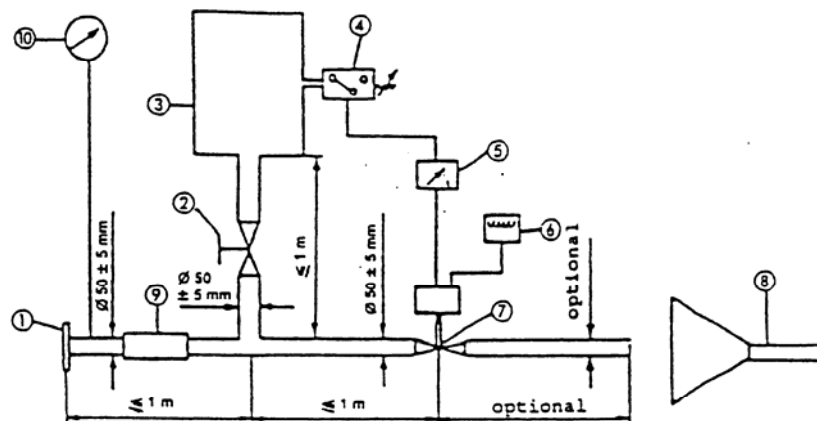 10
4
3
5
2
6
≤ 1 m
Ø 50 ± 5 mm
Ø 50
± 5 mm
Ø 50 ± 5 mm
optional
7
8
1
9
≤ 1 m
≤ 1 m
optional